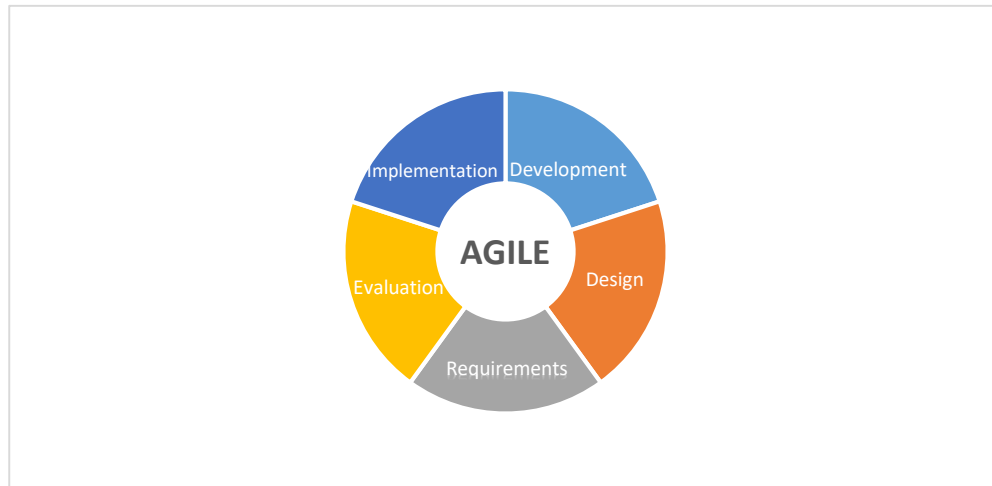 Implementation
Development
AGILE
Evaluation
Design
Requirements